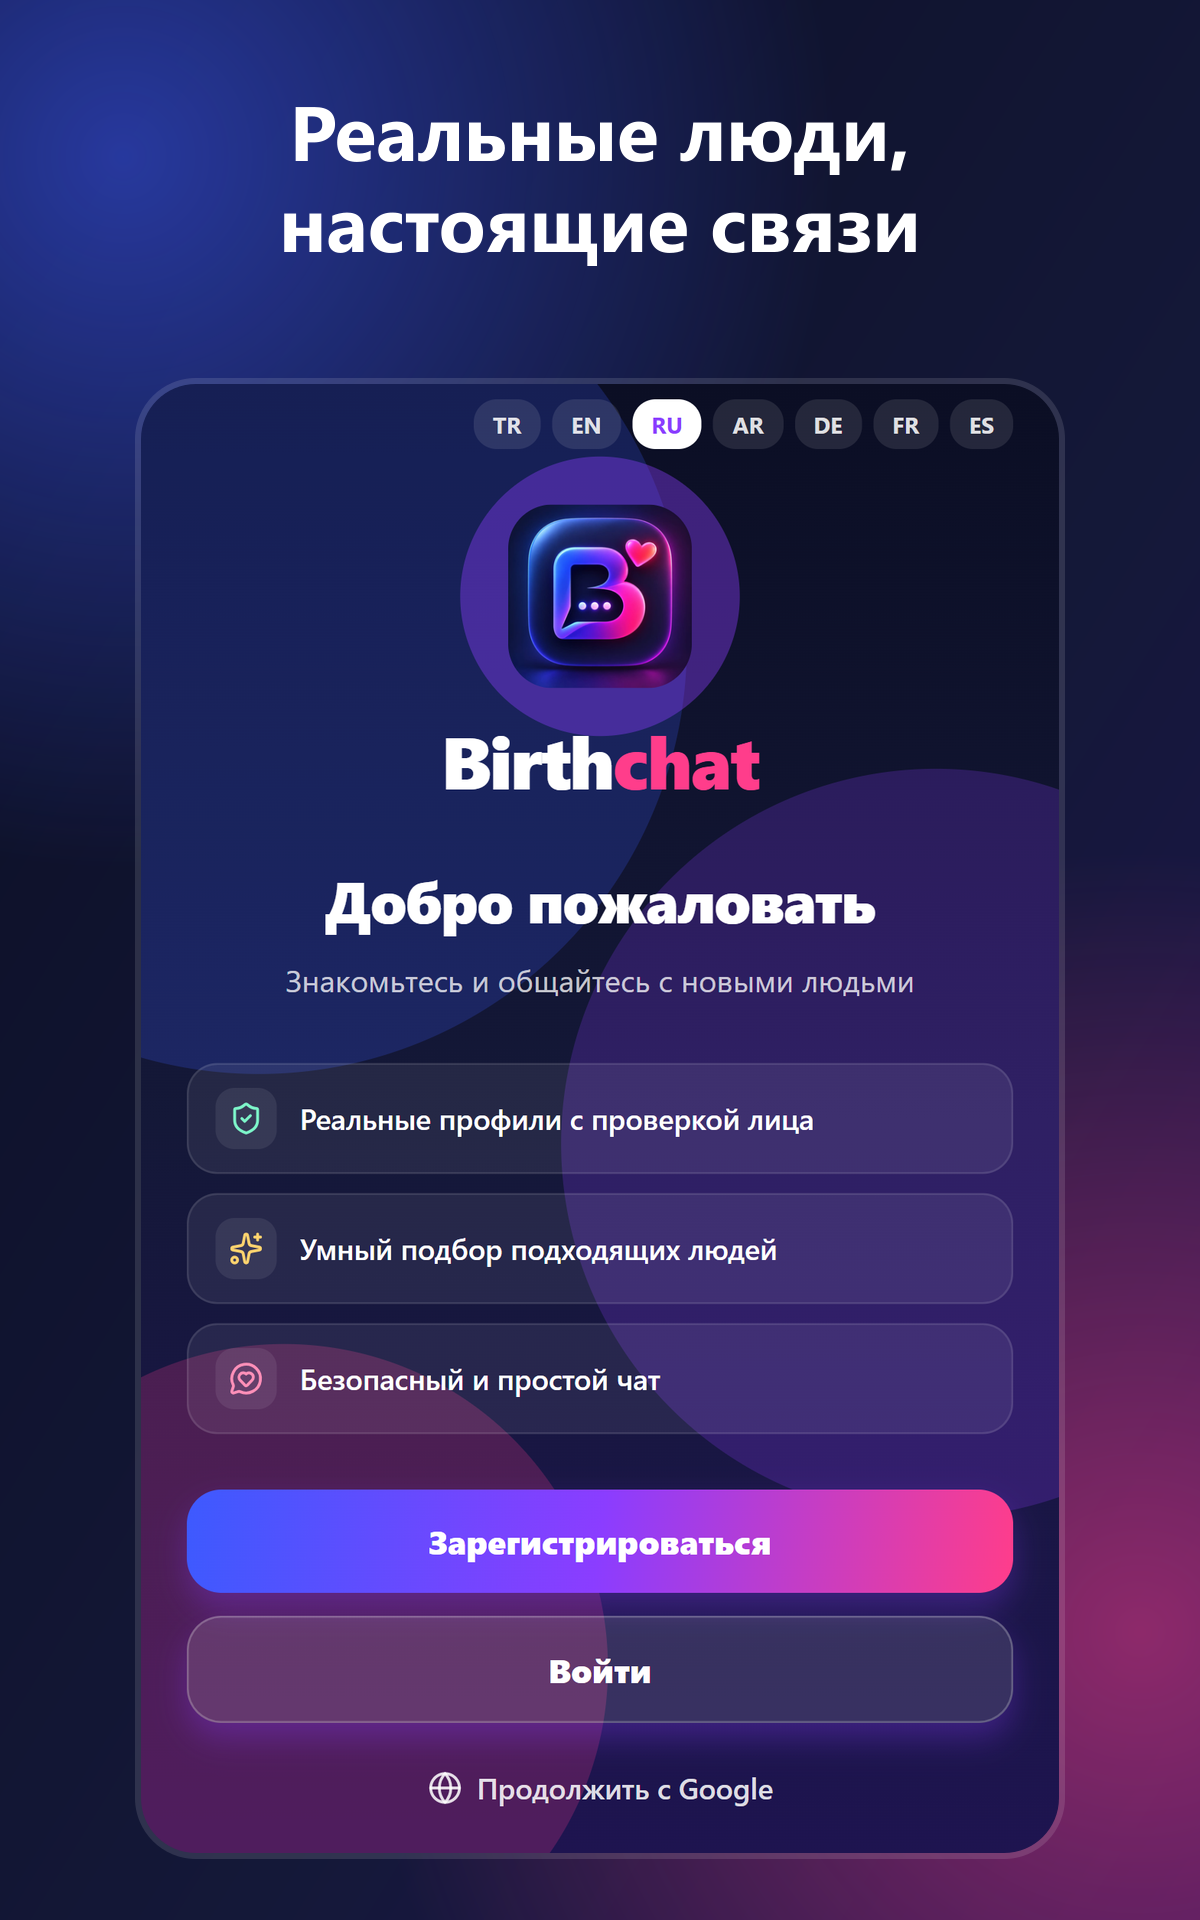 Реальные люди,
настоящие связи
TR EN RU AR DE FR ES
B
Birthchat
Добро пожаловать
Знакомьтесь и общайтесь с новыми людьми
Реальные профили с проверкой лица
Умный подбор подходящих людей
Безопасный и простой чат
Зарегистрироваться
Войти
Продолжить с Google